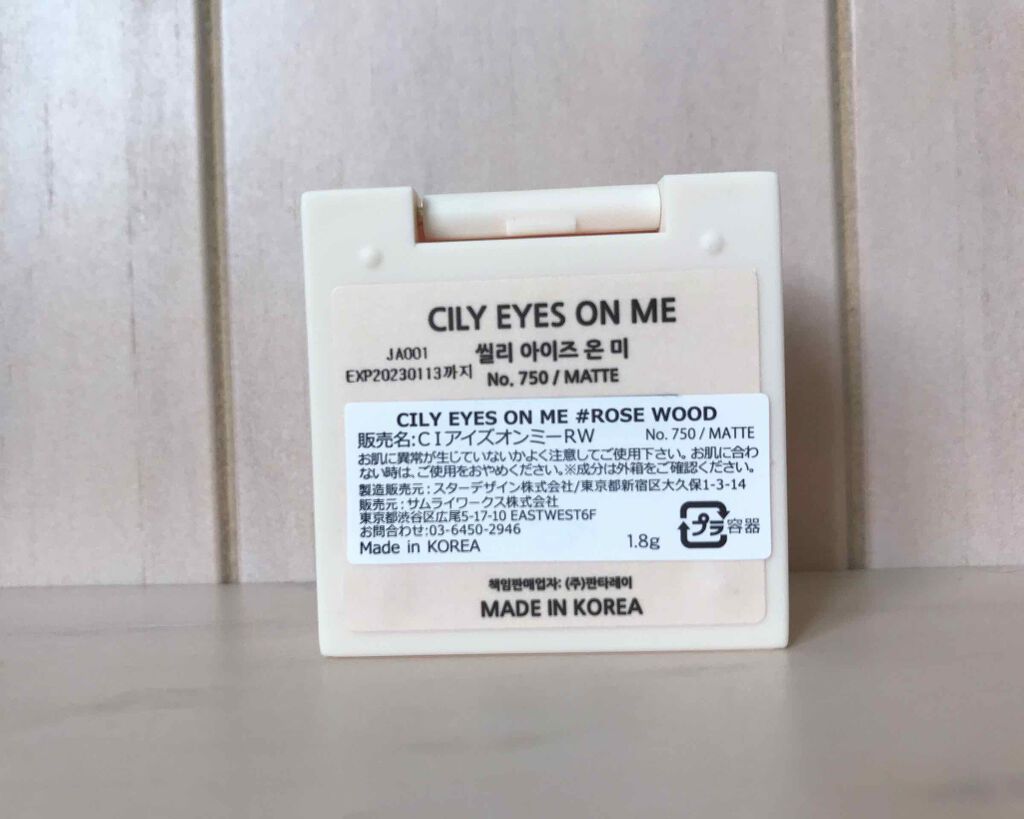 CILY EYES ON ME
씰리 아이즈 온 미
JA001
EXP20230113까지
No. 750 / MATTE
CILY EYES ON ME #ROSE WOOD
販売名:CIアイズオンミーRW No. 750 / MATTE
お肌に異常が生じていないかよく注意してご使用下さい。お肌に合わ
ない時は、ご使用をおやめください。※成分は外箱をご確認ください。
製造販売元:スターデザイン株式会社/東京都新宿区大久保1-3-14
販売元:サムライワークス株式会社
東京都渋谷区広尾5-17-10 EASTWEST6F
お問合わせ:03-6450-2946
Made in KOREA
1.8g
プラ 容器
책임판매업자: (주)판타레이
MADE IN KOREA